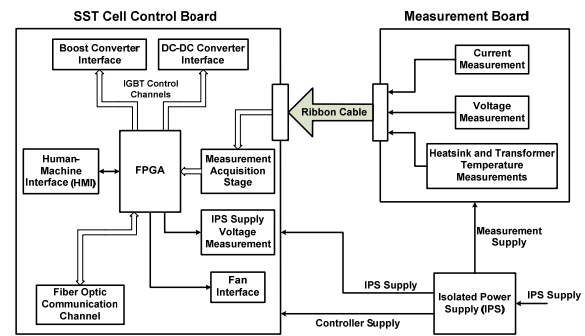 SST Cell Control Board
Measurement Board
Boost Converter
Interface
DC-DC Converter
Interface
IGBT Control
Channels
Current
Measurement
Ribbon Cable
Voltage
Measurement
Human-
Machine
Interface (HMI)
FPGA
Measurement
Acquisition
Stage
Heatsink and Transformer
Temperature
Measurements
IPS Supply
Voltage
Measurement
Measurement
Supply
Fiber Optic
Communication
Channel
Fan
Interface
IPS Supply
Isolated Power
Supply (IPS)
IPS Supply
Controller Supply